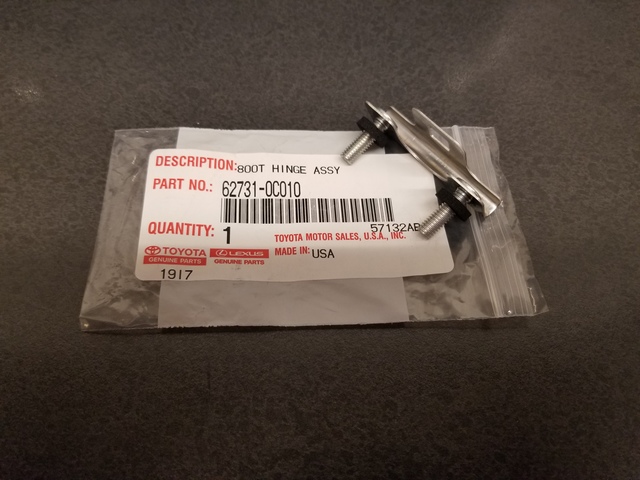 DESCRIPTION:800T HINGE ASSY
PART NO.: 62731-0C010
57132AB
QUANTITY: 1 TOYOTA MOTOR SALES, U.S.A., INC.
TOYOTA GENUINE PARTS LEXUS GENUINE PARTS MADE IN: USA
1917